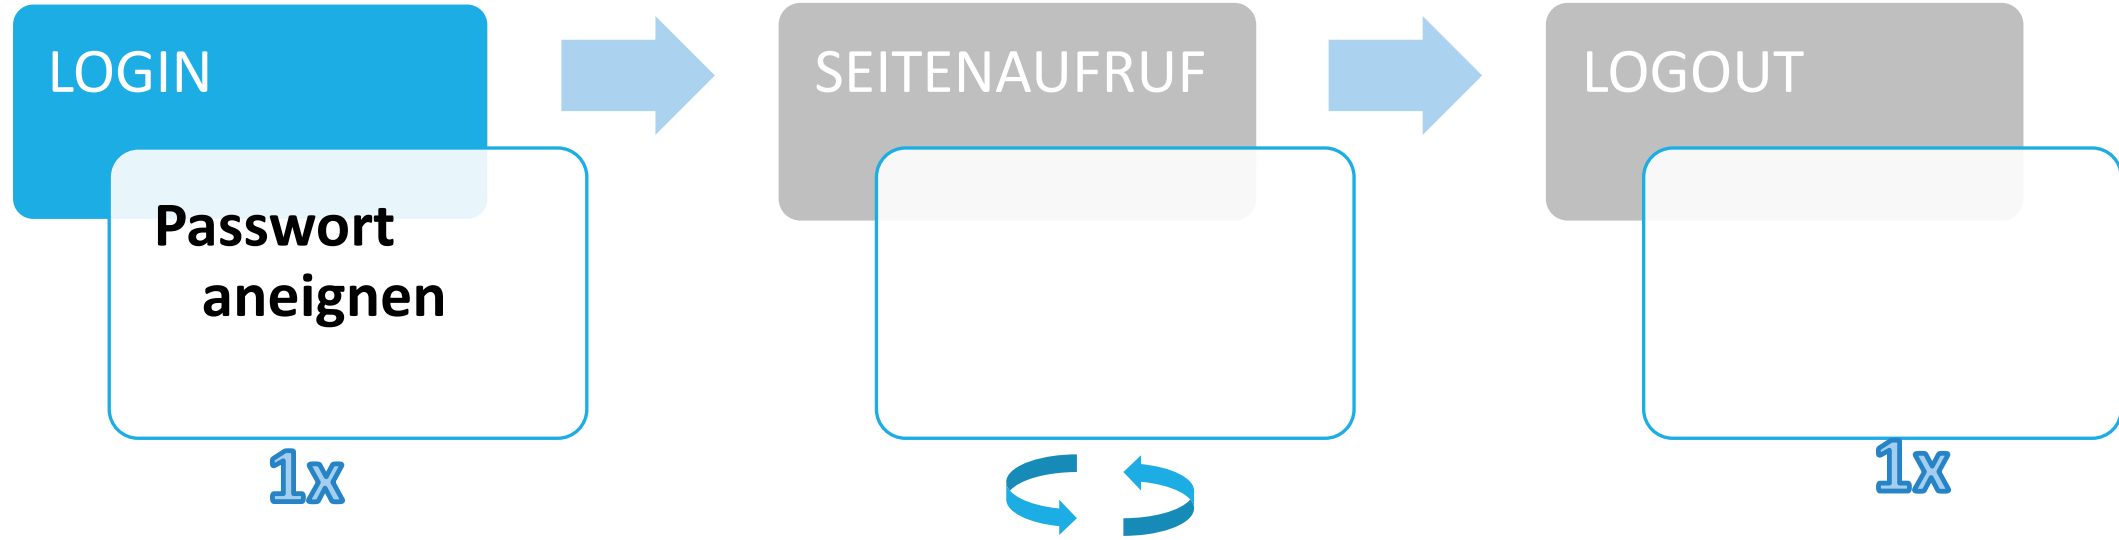 LOGIN
SEITENAUFRUF
LOGOUT
Passwort
aneignen
1x
1x